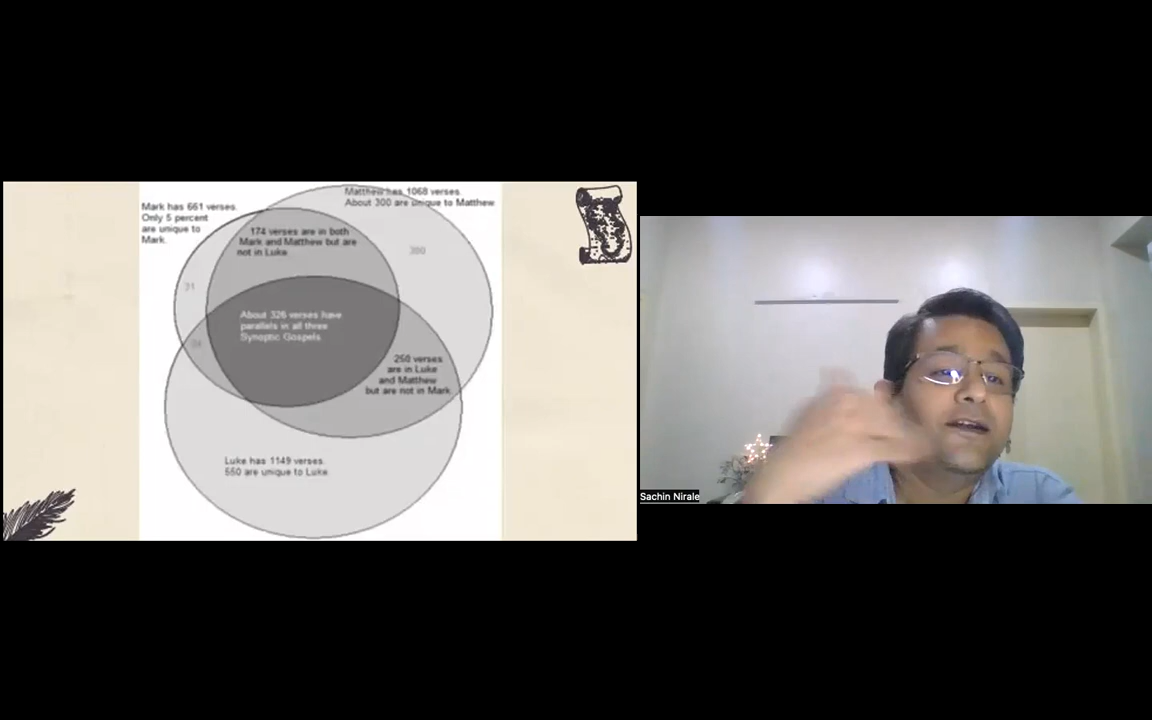 Mark has 661 verses.
Only 5 percent
are unique to
Mark.
Matthew has 1068 verses.
About 300 are unique to Matthew
174 verses are in both
Mark and Matthew but are
not in Luke
300
31
About 326 verses have
parallels in all three
Synoptic Gospels
250 verses
are in Luke
and Matthew
but are not in Mark
Luke has 1149 verses.
550 are unique to Luke
Sachin Nirale